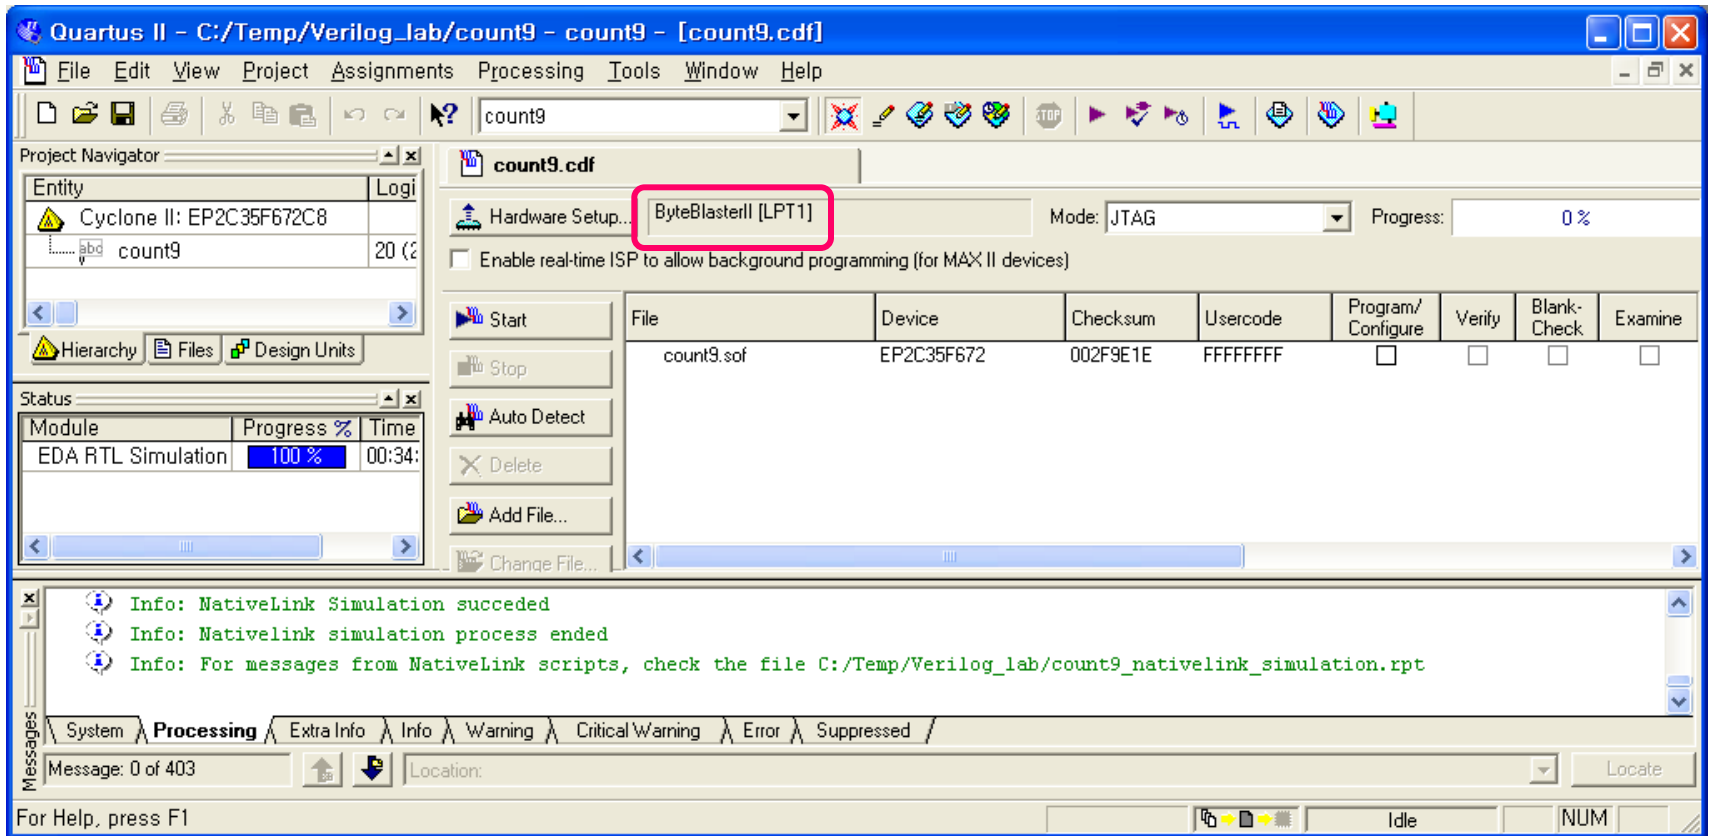 Quartus II - C:/Temp/Verilog_lab/count9 - count9 - [count9.cdf]
File Edit View Project Assignments Processing Tools Window Help
count9
STOP
Project Navigator
Entity Logi
Cyclone II: EP2C35F672C8
abc count9 20 (2
Hierarchy Files Design Units
Status
Module Progress % Time
EDA RTL Simulation 100 % 00:34:
count9.cdf
Hardware Setup... ByteBlasterII [LPT1] Mode: JTAG Progress: 0 %
Enable real-time ISP to allow background programming (for MAX II devices)
Start
Stop
Auto Detect
Delete
Add File...
Change File...
File Device Checksum Usercode Program/ Configure Verify Blank- Check Examine
count9.sof EP2C35F672 002F9E1E FFFFFFFF
Info: NativeLink Simulation succeded
Info: Nativelink simulation process ended
Info: For messages from NativeLink scripts, check the file C:/Temp/Verilog_lab/count9_nativelink_simulation.rpt
System Processing Extra Info Info Warning Critical Warning Error Suppressed
Messages
Message: 0 of 403 Location: Locate
For Help, press F1 Idle NUM